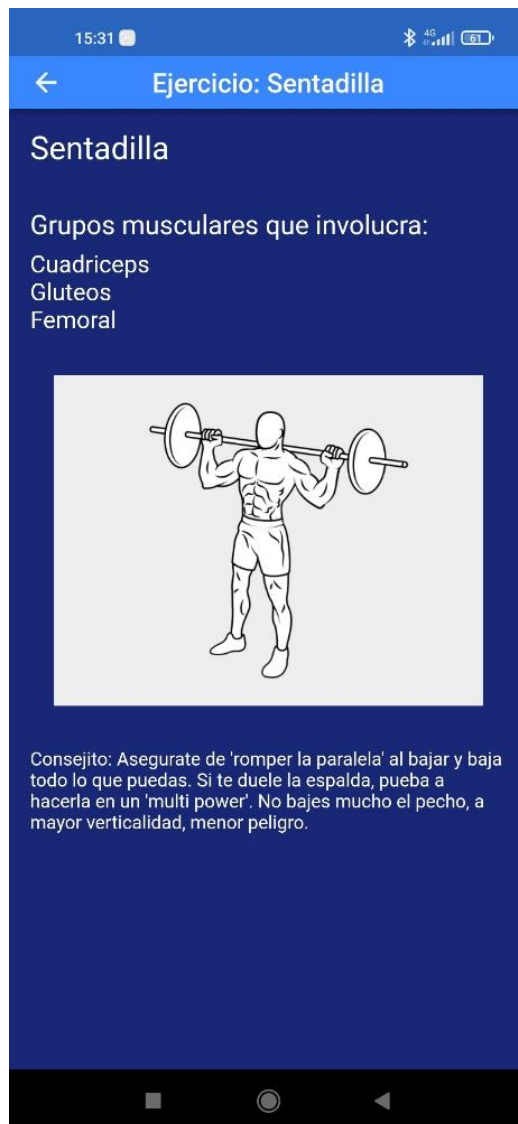 15:31
4G
61
Ejercicio: Sentadilla
Sentadilla
Grupos musculares que involucra:
Cuadriceps
Gluteos
Femoral
Consejito: Asegurate de 'romper la paralela' al bajar y baja
todo lo que puedas. Si te duele la espalda, pueba a
hacerla en un 'multi power'. No bajes mucho el pecho, a
mayor verticalidad, menor peligro.